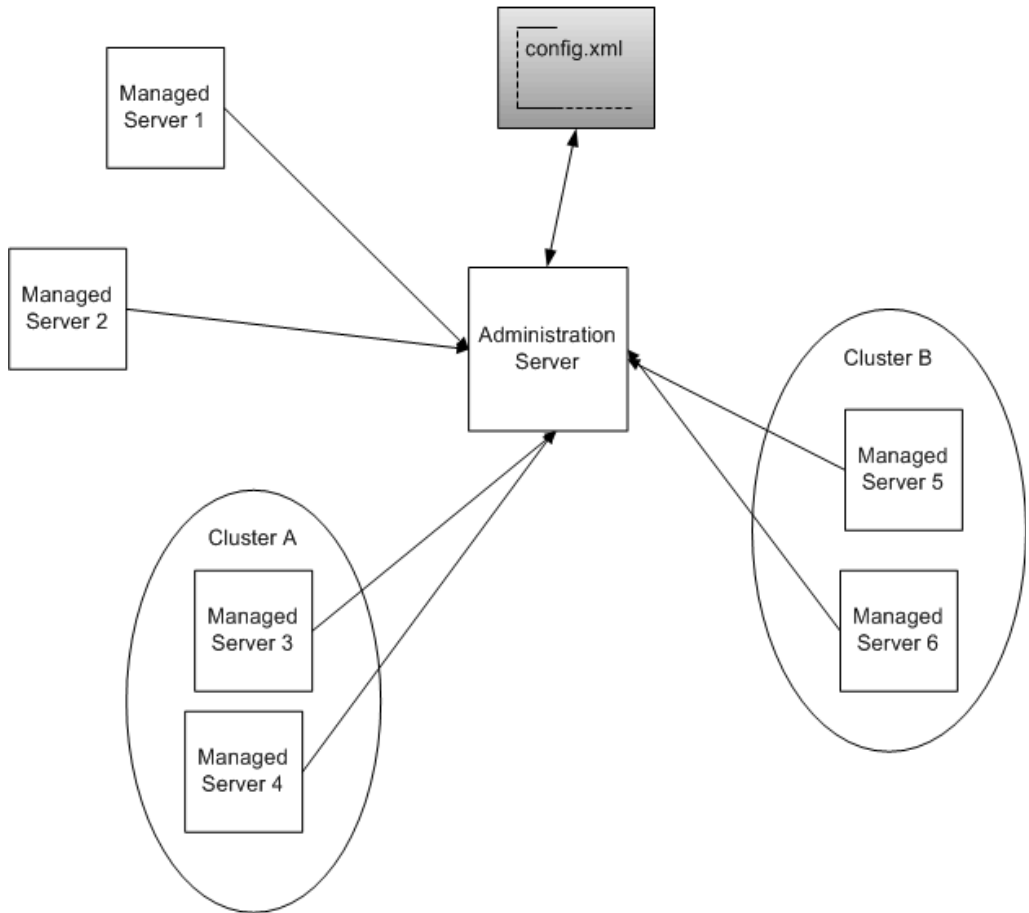 config.xml
Managed
Server 1
Managed
Server 2
Administration
Server
Cluster B
Managed
Server 5
Cluster A
Managed
Server 3
Managed
Server 6
Managed
Server 4